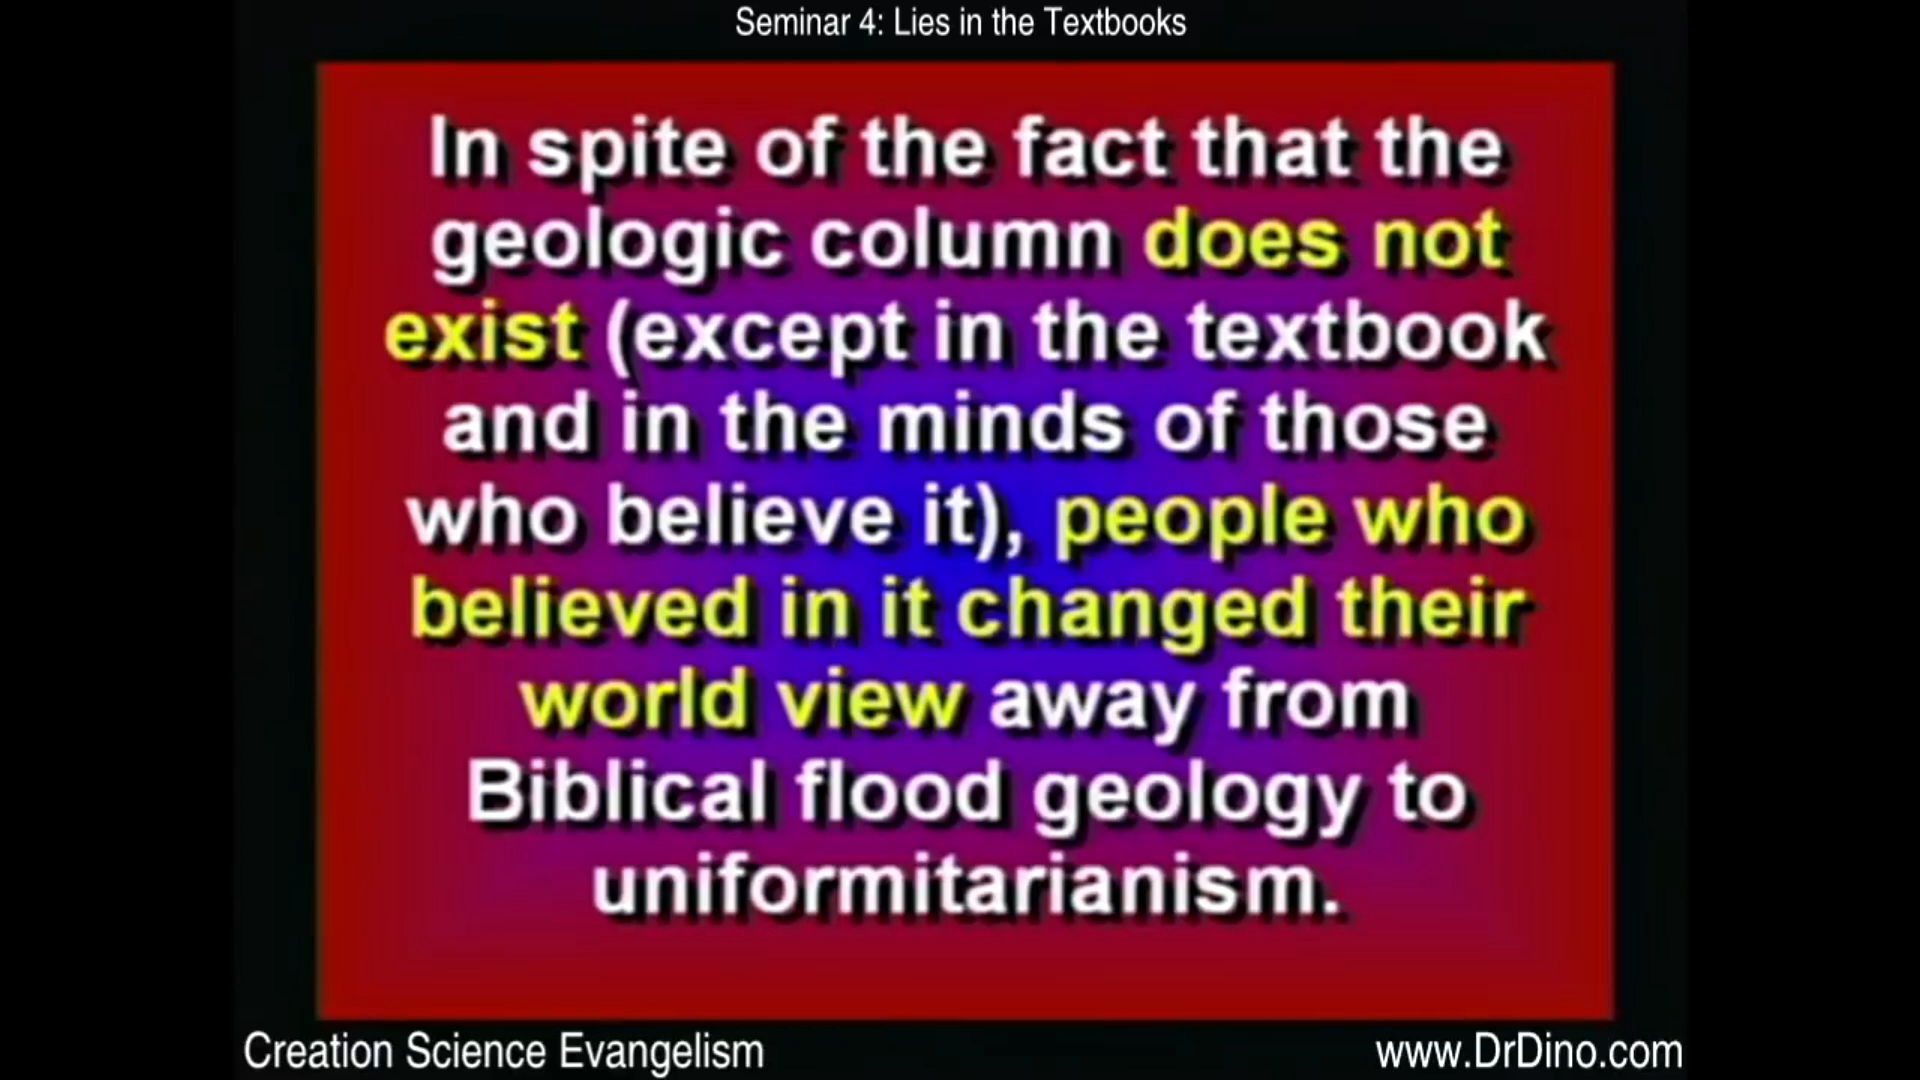 Seminar 4: Lies in the Textbooks
In spite of the fact that the
geologic column does not
exist (except in the textbook
and in the minds of those
who believe it), people who
believed in it changed their
world view away from
Biblical flood geology to
uniformitarianism.
Creation Science Evangelism
www.DrDino.com